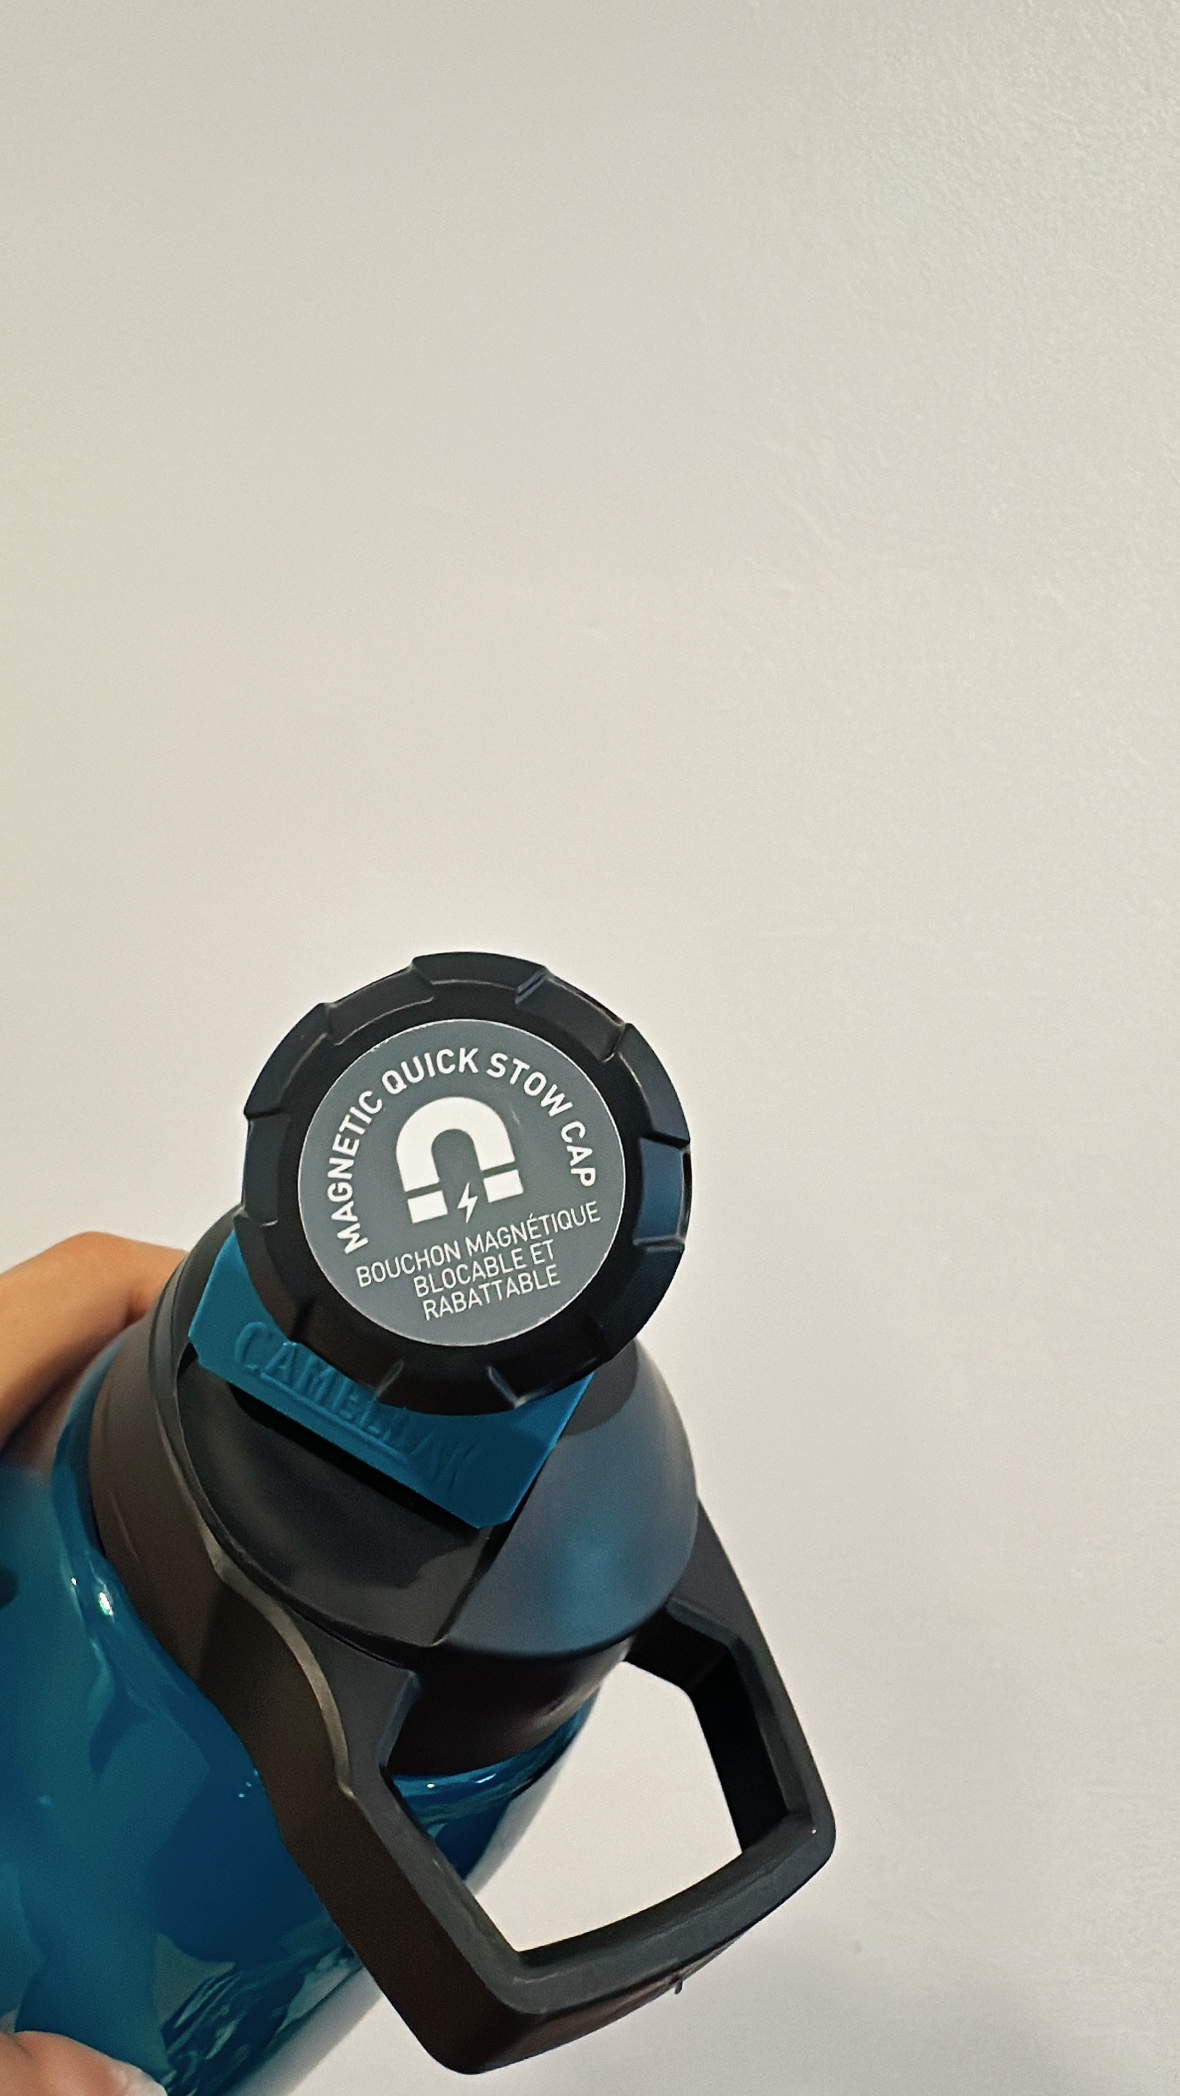 MAGNETIC QUICK STOW CAP
BOUCHON MAGNÉTIQUE
BLOCABLE ET
RABATTABLE
CAMELBAK